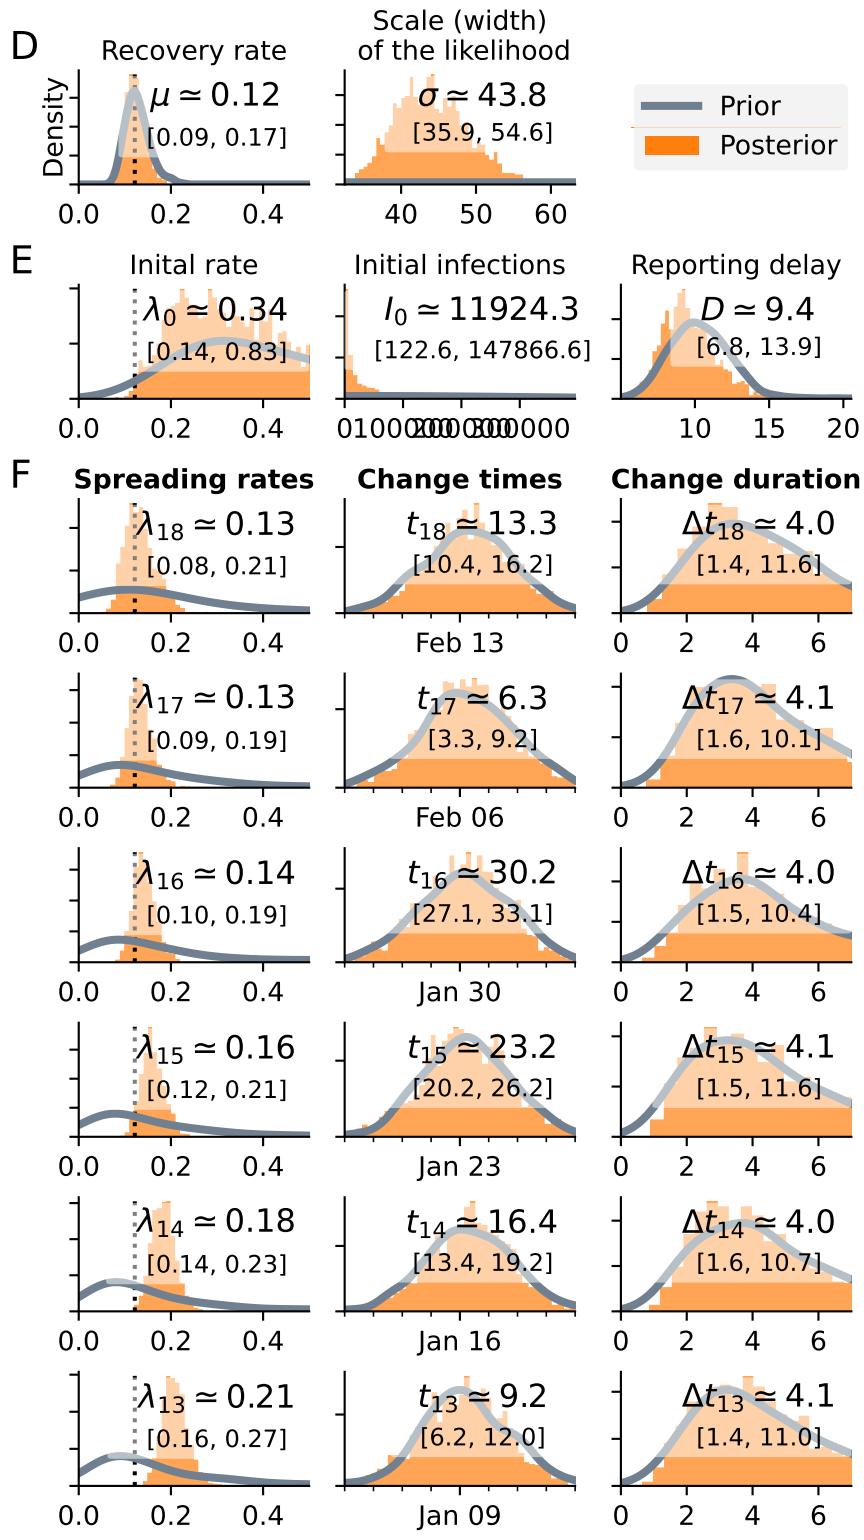 D
Recovery rate
Scale (width)
of the likelihood
Density
μ ≃ 0.12
[0.09, 0.17]
0.0 0.2 0.4
σ ≃ 43.8
[35.9, 54.6]
40 50 60
Prior
Posterior
E
Inital rate
λ0 ≃ 0.34
[0.14, 0.83]
0.0 0.2 0.4
Initial infections
I0 ≃ 11924.3
[122.6, 147866.6]
0 100000 200000 300000
Reporting delay
D ≃ 9.4
[6.8, 13.9]
10 15 20
F
Spreading rates Change times Change duration
λ18 ≃ 0.13
[0.08, 0.21]
0.0 0.2 0.4
t18 ≃ 13.3
[10.4, 16.2]
Feb 13
Δt18 ≃ 4.0
[1.4, 11.6]
0 2 4 6
λ17 ≃ 0.13
[0.09, 0.19]
0.0 0.2 0.4
t17 ≃ 6.3
[3.3, 9.2]
Feb 06
Δt17 ≃ 4.1
[1.6, 10.1]
0 2 4 6
λ16 ≃ 0.14
[0.10, 0.19]
0.0 0.2 0.4
t16 ≃ 30.2
[27.1, 33.1]
Jan 30
Δt16 ≃ 4.0
[1.5, 10.4]
0 2 4 6
λ15 ≃ 0.16
[0.12, 0.21]
0.0 0.2 0.4
t15 ≃ 23.2
[20.2, 26.2]
Jan 23
Δt15 ≃ 4.1
[1.5, 11.6]
0 2 4 6
λ14 ≃ 0.18
[0.14, 0.23]
0.0 0.2 0.4
t14 ≃ 16.4
[13.4, 19.2]
Jan 16
Δt14 ≃ 4.0
[1.6, 10.7]
0 2 4 6
λ13 ≃ 0.21
[0.16, 0.27]
0.0 0.2 0.4
t13 ≃ 9.2
[6.2, 12.0]
Jan 09
Δt13 ≃ 4.1
[1.4, 11.0]
0 2 4 6